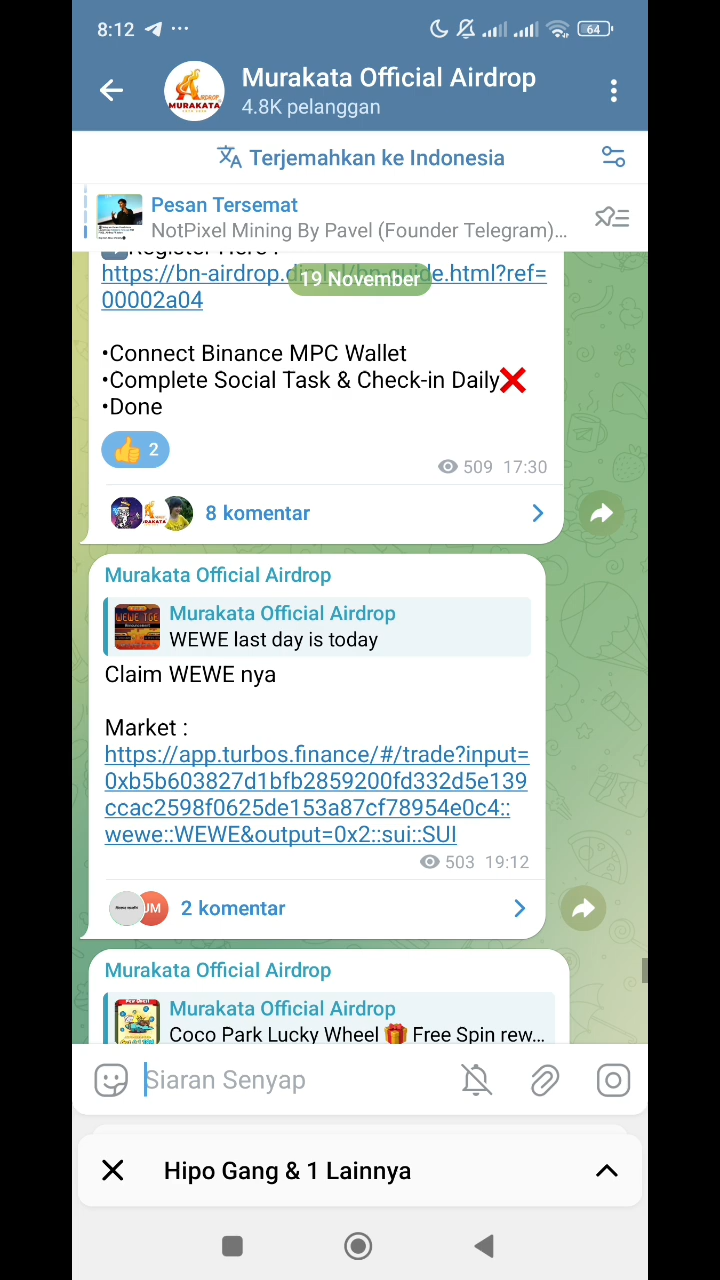 8:12
64
Murakata Official Airdrop
4.8K pelanggan
Terjemahkan ke Indonesia
Pesan Tersemat
NotPixel Mining By Pavel (Founder Telegram)...
Register Here :
https://bn-airdrop.
guide.html?ref=
00002a04
19 November
•Connect Binance MPC Wallet
•Complete Social Task & Check-in Daily❌
•Done
👍 2
509 17:30
8 komentar
Murakata Official Airdrop
Murakata Official Airdrop
WEWE last day is today
Claim WEWE nya
Market :
https://app.turbos.finance/#/trade?input=
0xb5b603827d1bfb2859200fd332d5e139
ccac2598f0625de153a87cf78954e0c4::
wewe::WEWE&output=0x2::sui::SUI
503 19:12
JM
2 komentar
Murakata Official Airdrop
Murakata Official Airdrop
Coco Park Lucky Wheel 🎁 Free Spin rew...
Siaran Senyap
Hipo Gang & 1 Lainnya